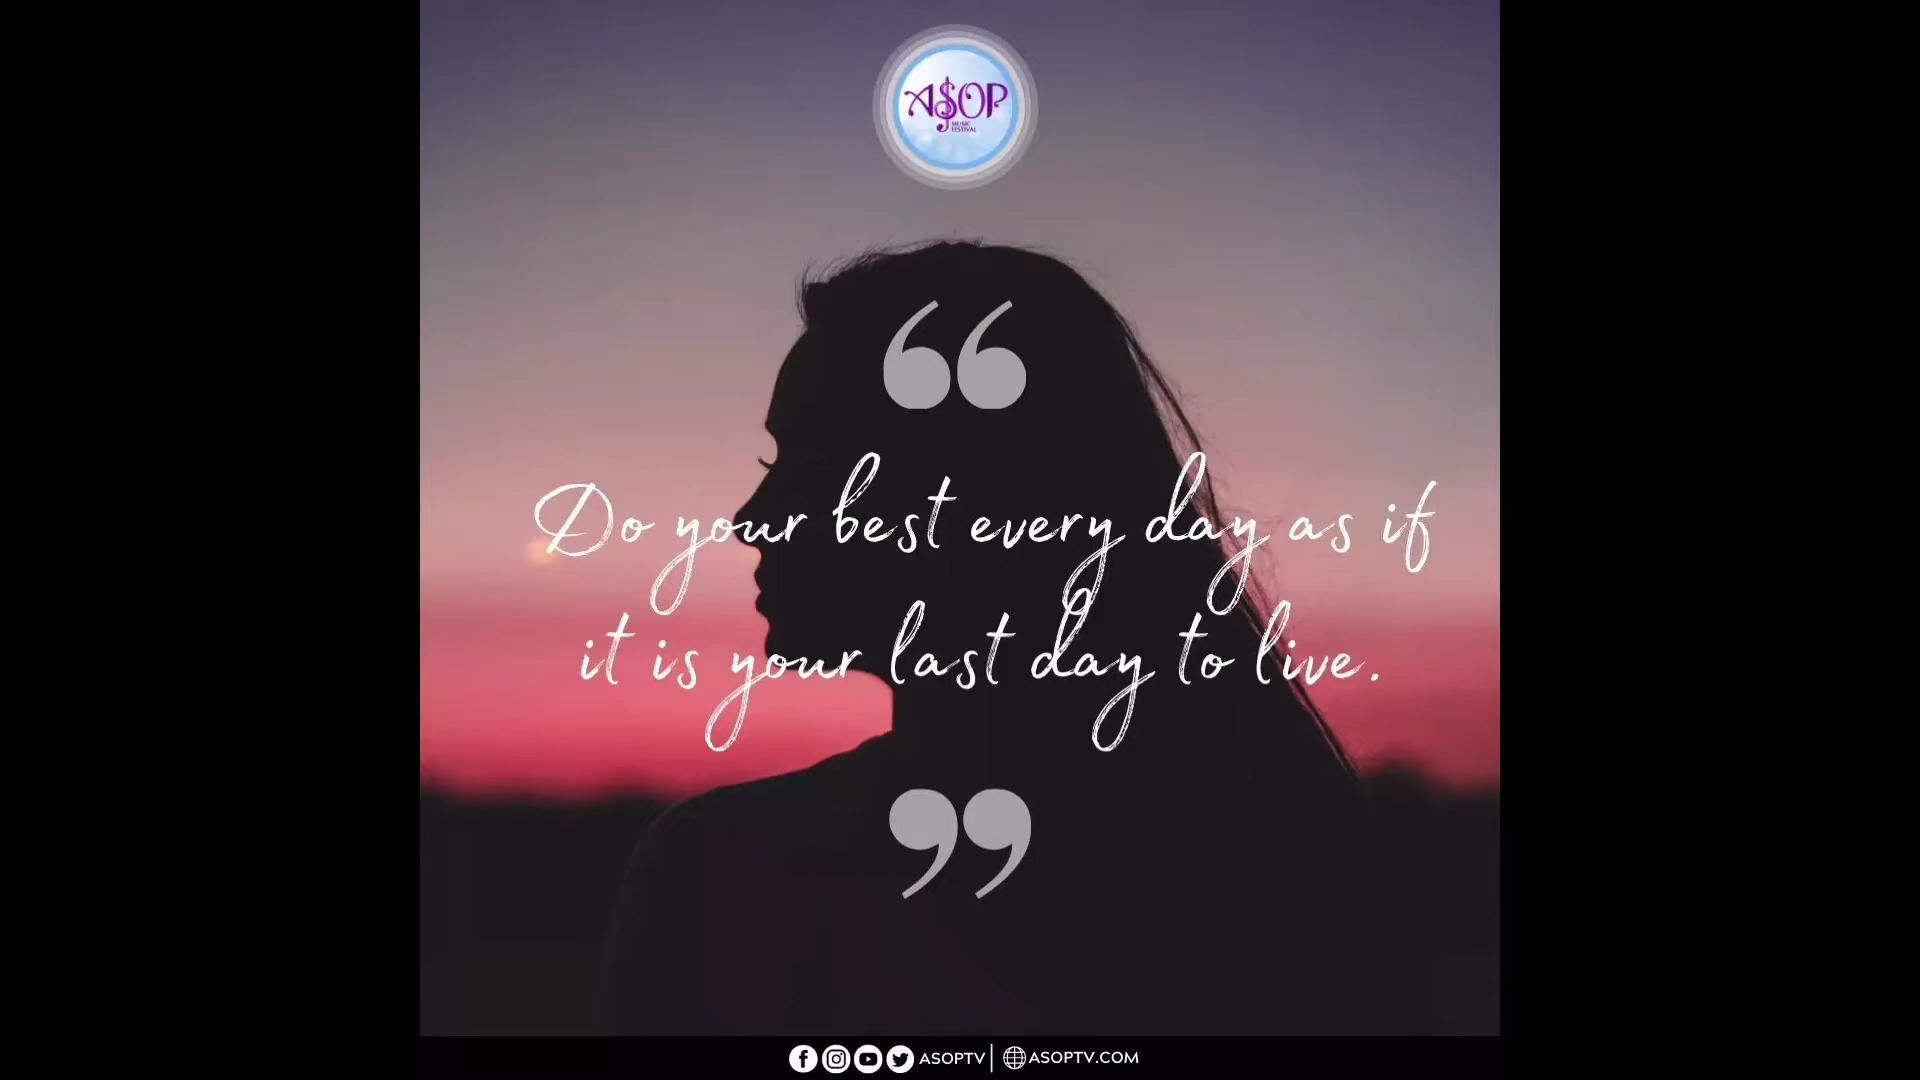 ASOP
MUSIC
FESTIVAL
“
Do your best every day as if
it is your last day to live.
”
ASOPTV | ASOPTV.COM